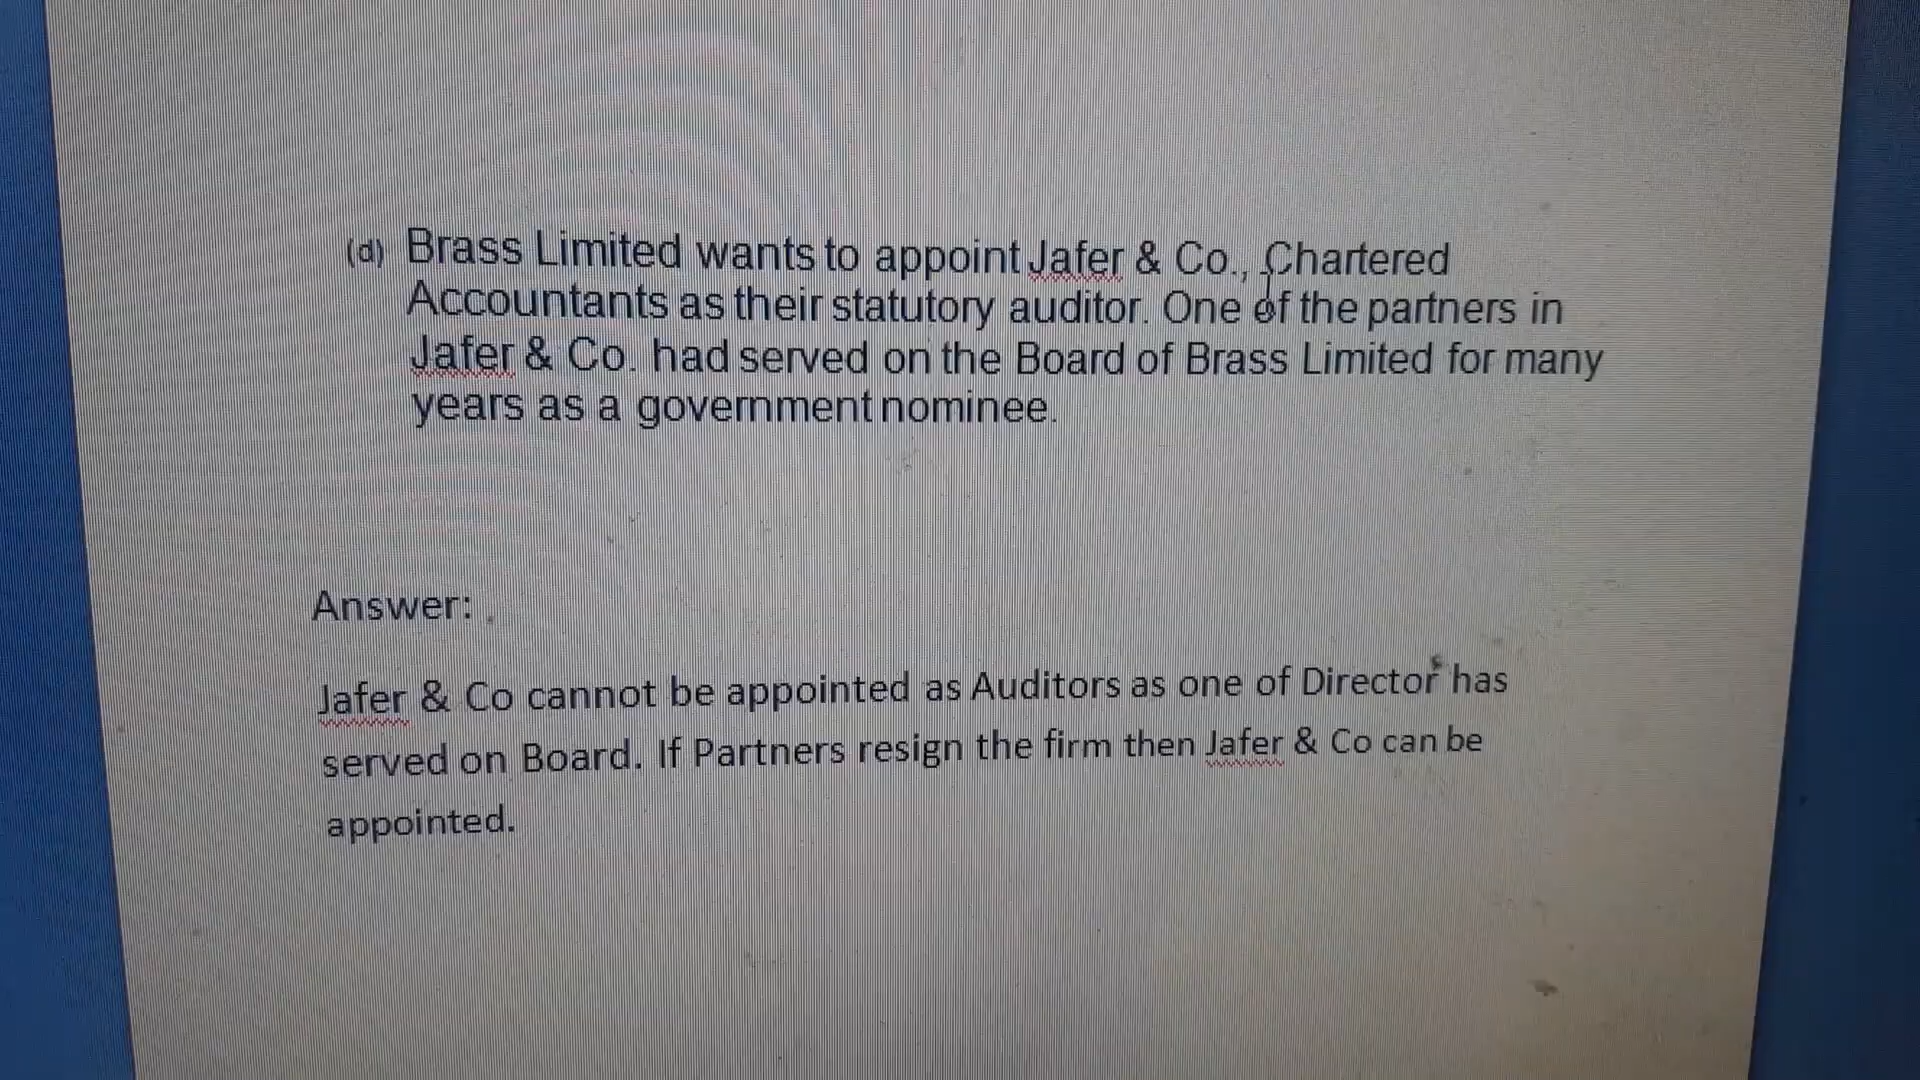 (d) Brass Limited wants to appoint Jafer & Co., Chartered
Accountants as their statutory auditor. One of the partners in
Jafer & Co. had served on the Board of Brass Limited for many
years as a government nominee.
Answer:
Jafer & Co cannot be appointed as Auditors as one of Director has
served on Board. If Partners resign the firm then Jafer & Co can be
appointed.